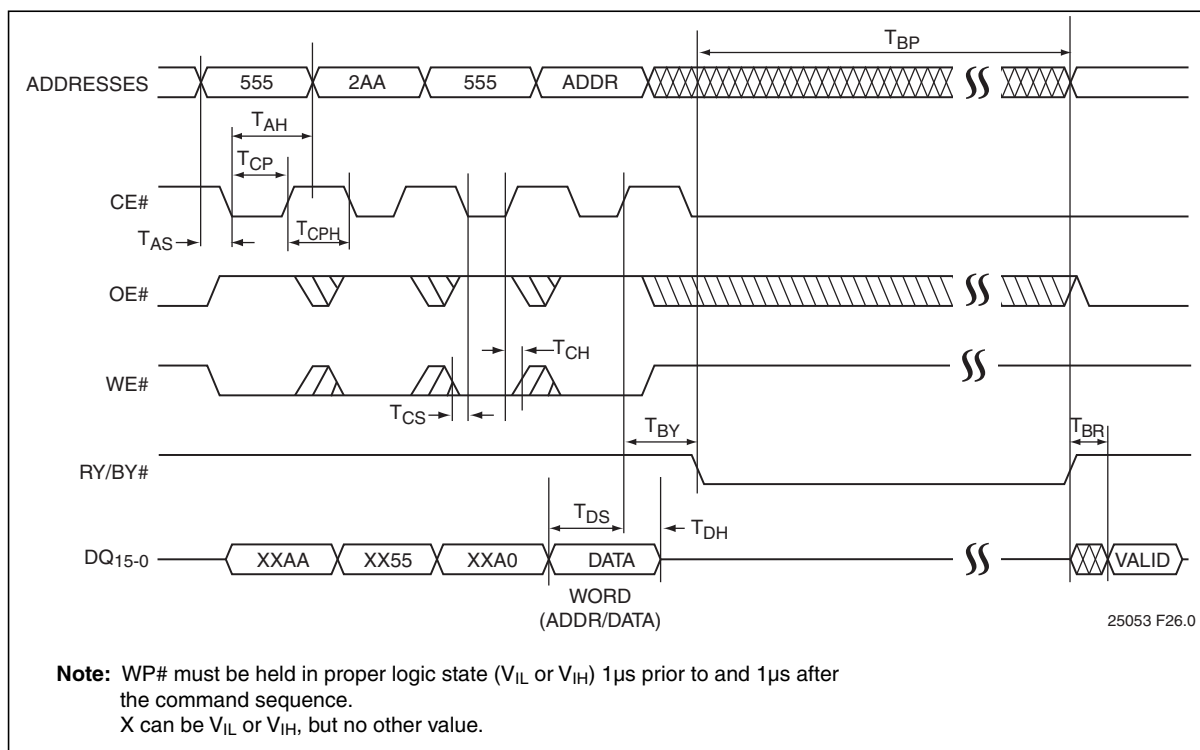 T_BP
ADDRESSES 555 2AA 555 ADDR
T_AH
T_CP
CE#
T_AS T_CPH
OE#
T_CH
WE#
T_CS
T_BY T_BR
RY/BY#
T_DS T_DH
DQ_15-0 XXAA XX55 XXA0 DATA VALID
WORD
(ADDR/DATA)
25053 F26.0
Note: WP# must be held in proper logic state (V_IL or V_IH) 1µs prior to and 1µs after
the command sequence.
X can be V_IL or V_IH, but no other value.